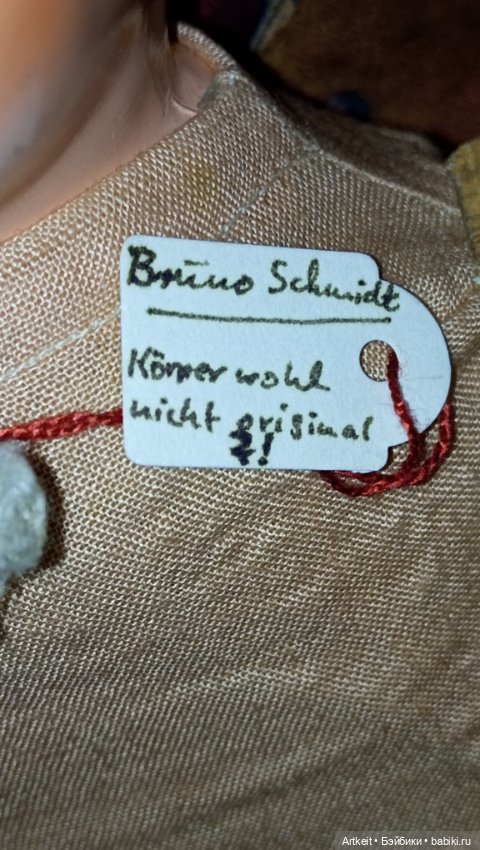 Bruno Schmidt
Körper wohl
nicht original
?!
Artkeit • Бэйбики • babiki.ru